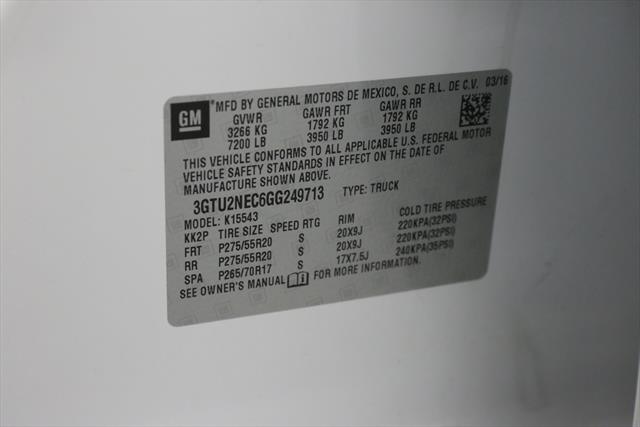 GM
MFD BY GENERAL MOTORS DE MEXICO, S. DE R.L. DE C.V. 03/16
GVWR GAWR FRT GAWR RR
3266 KG 1792 KG 1792 KG
7200 LB 3950 LB 3950 LB
THIS VEHICLE CONFORMS TO ALL APPLICABLE U.S. FEDERAL MOTOR
VEHICLE SAFETY STANDARDS IN EFFECT ON THE DATE OF
MANUFACTURE SHOWN ABOVE.
3GTU2NEC6GG249713 TYPE: TRUCK
MODEL: K15543
KK2P TIRE SIZE SPEED RTG RIM COLD TIRE PRESSURE
FRT P275/55R20 S 20X9J 220KPA(32PSI)
RR P275/55R20 S 20X9J 220KPA(32PSI)
SPA P265/70R17 S 17X7.5J 240KPA(35PSI)
SEE OWNER'S MANUAL FOR MORE INFORMATION.